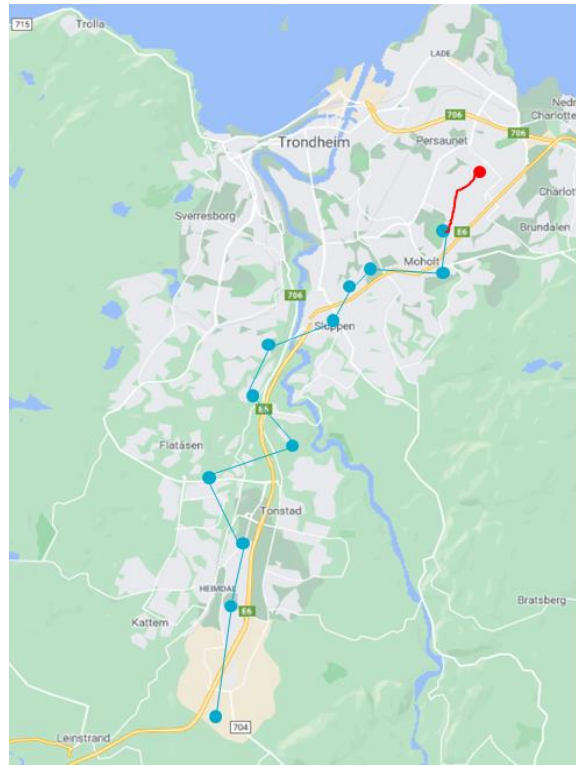 Trolla
715
LADE
Nedr
Charlotte
706
Persaunet
706
Trondheim
Charlot
Sverresborg
E6
Brundalen
Moholt
706
Sluppen
E6
Flatåsen
Tonstad
HEIMDAL
E6
Bratsberg
Kattem
704
Leinstrand